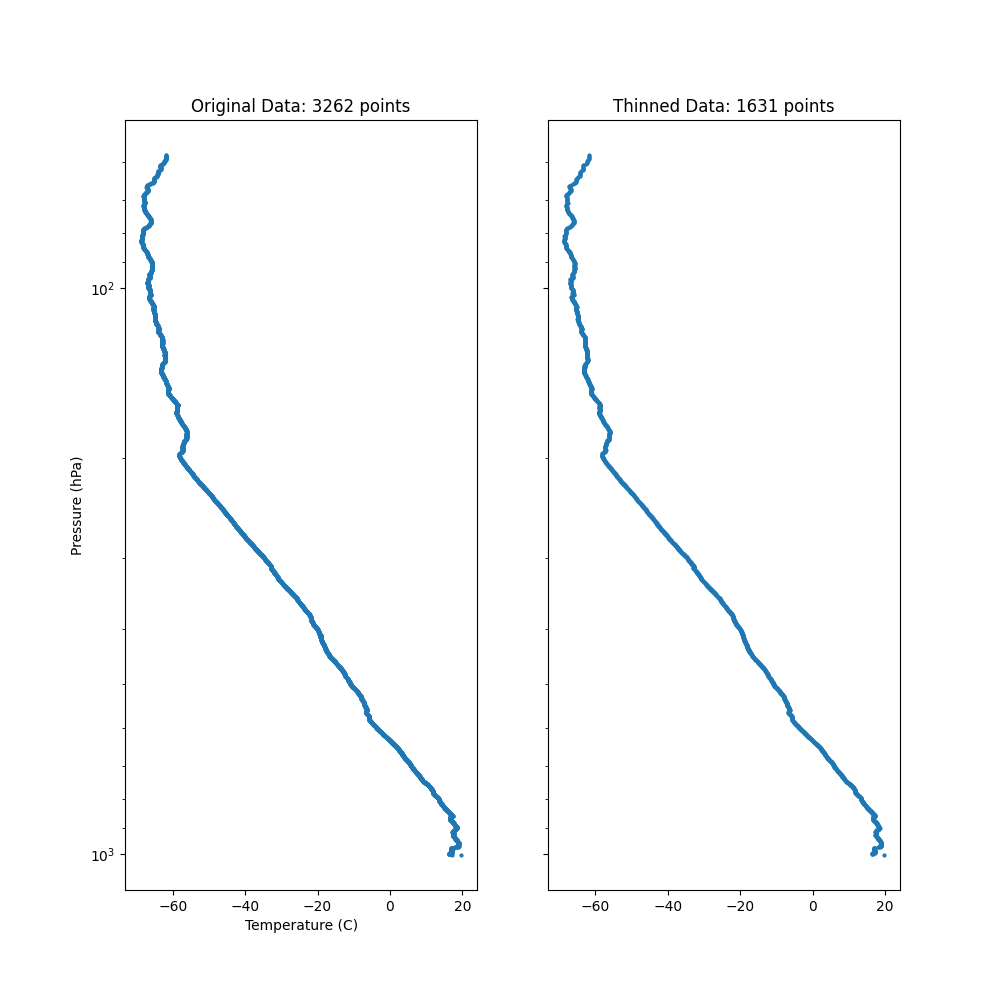 Original Data: 3262 points
Thinned Data: 1631 points
Pressure (hPa)
10²
10³
−60 −40 −20 0 20
−60 −40 −20 0 20
Temperature (C)